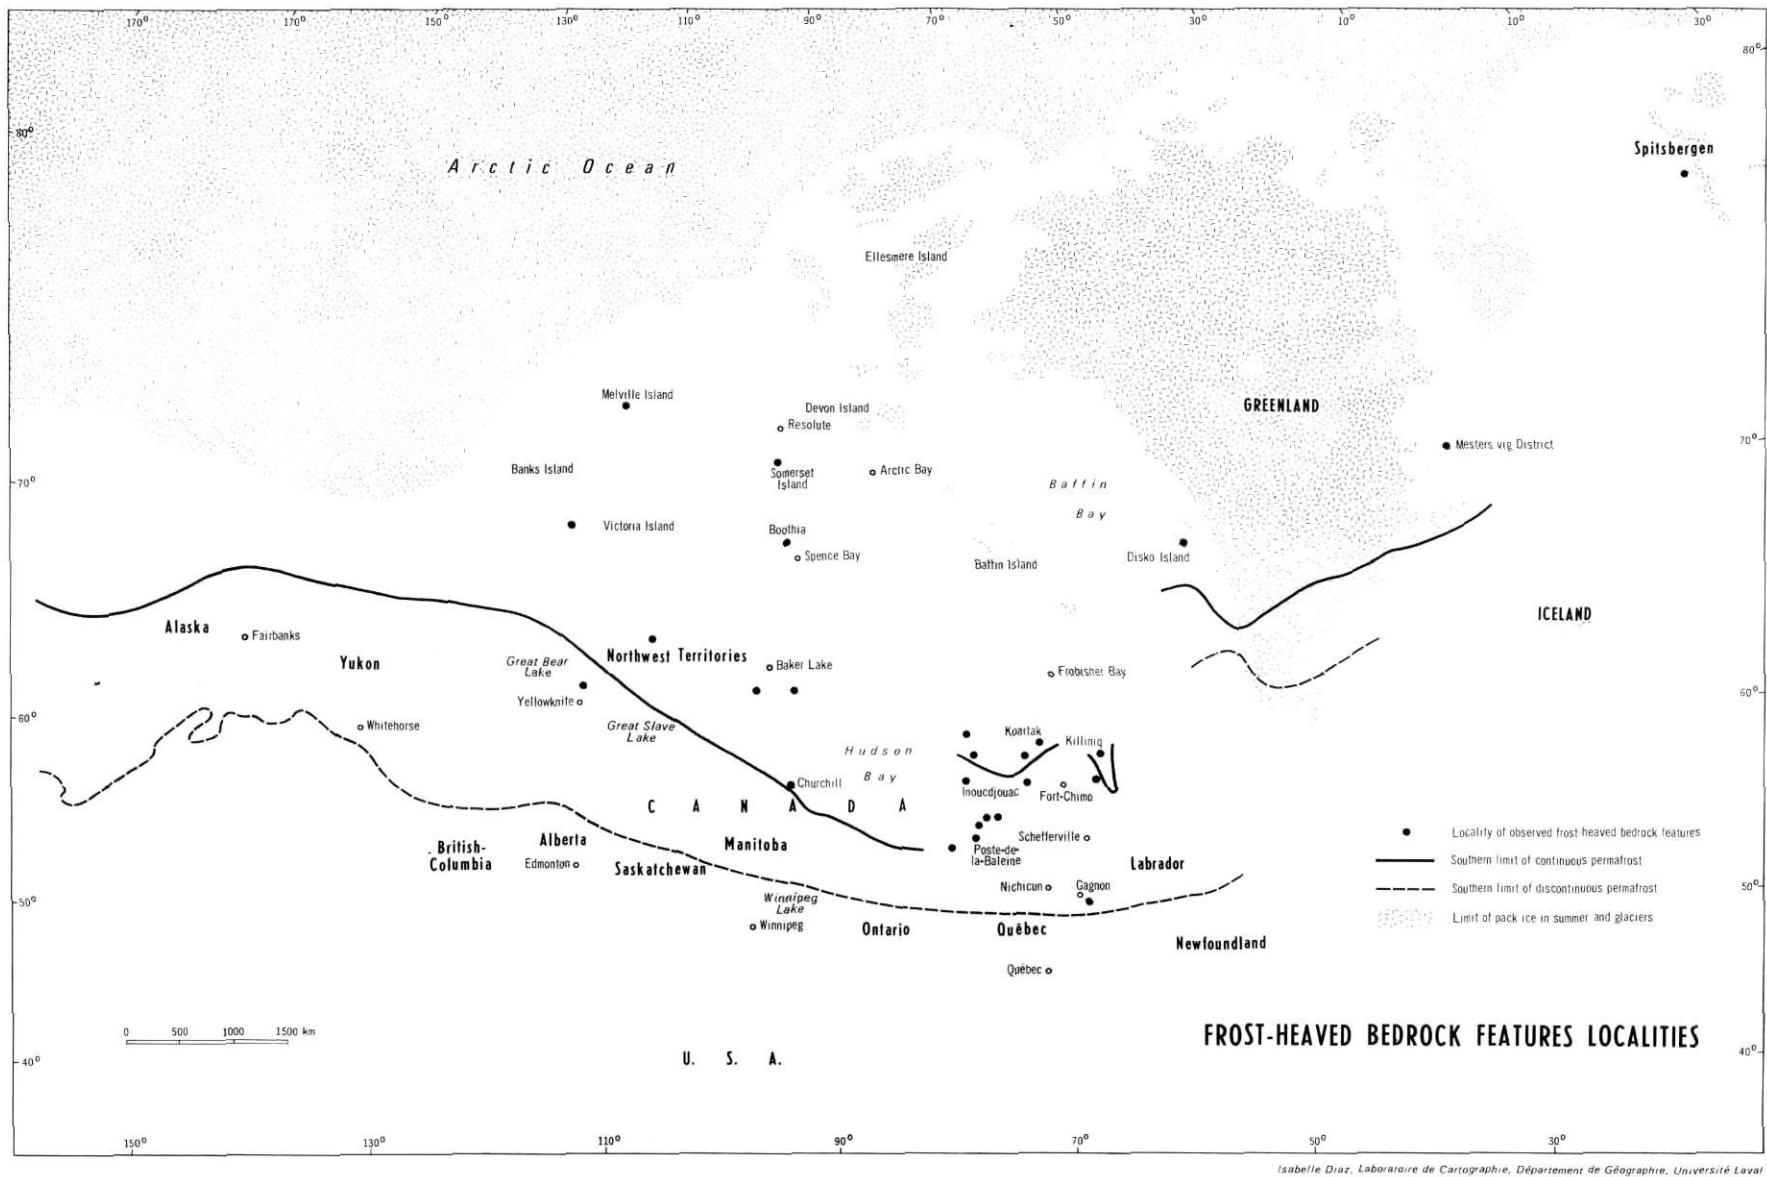 170° 170° 150° 130° 110° 90° 70° 50° 30° 10° 10° 30°
80°
80°
Spitsbergen
Arctic Ocean
Ellesmere Island
Melville Island
Devon Island
Resolute
GREENLAND
Mesters vig District
70°
Banks Island
Somerset
Island
Arctic Bay
Baffin
Bay
70°
Victoria Island
Boothia
Spence Bay
Baffin Island
Disko Island
ICELAND
Alaska
Fairbanks
Yukon
Great Bear
Lake
Northwest Territories
Baker Lake
Frobisher Bay
Yellowknife
60°
60°
Whitehorse
Great Slave
Lake
Koartak
Killiniq
Hudson
Bay
Churchill
Inoucdjouac
Fort-Chimo
CANADA
British-
Columbia
Alberta
Edmonton
Saskatchewan
Manitoba
Poste-de-
la-Baleine
Schefferville
Labrador
Nichicun
Gagnon
50°
50°
Winnipeg
Lake
Winnipeg
Ontario
Québec
Newfoundland
Québec
Locality of observed frost-heaved bedrock features
Southern limit of continuous permafrost
Southern limit of discontinuous permafrost
Limit of pack ice in summer and glaciers
0 500 1000 1500 km
FROST-HEAVED BEDROCK FEATURES LOCALITIES
U. S. A.
40°
40°
150° 130° 110° 90° 70° 50° 30°
Isabelle Diaz, Laboratoire de Cartographie, Département de Géographie, Université Laval